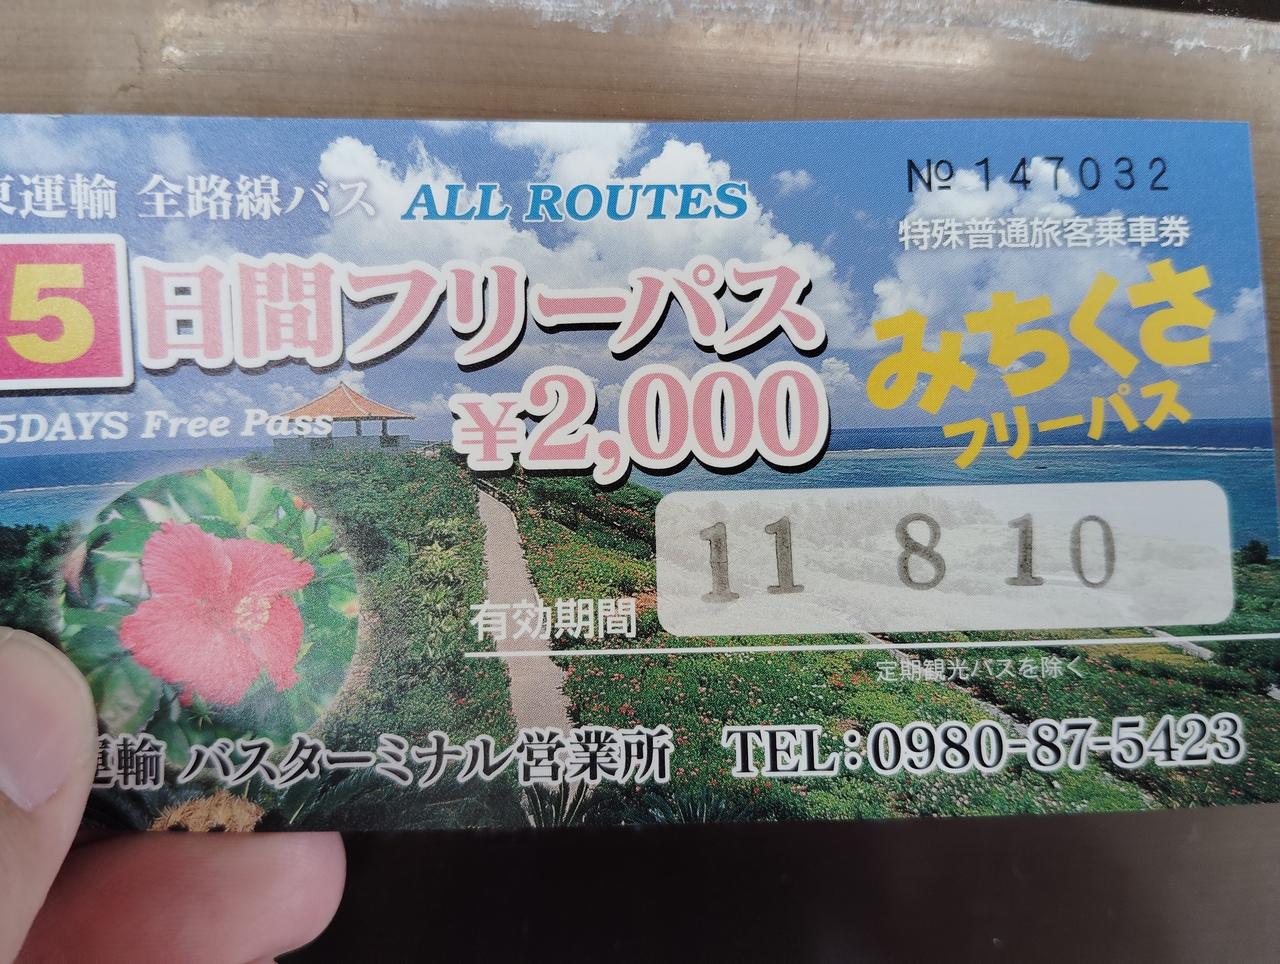 運輸 全路線バス ALL ROUTES
№ 147032
特殊普通旅客乗車券
5日間フリーパス
みちくさ
フリーパス
5DAYS Free Pass
¥2,000
有効期間 11 8 10
定期観光バスを除く
運輸 バスターミナル営業所 TEL:0980-87-5423